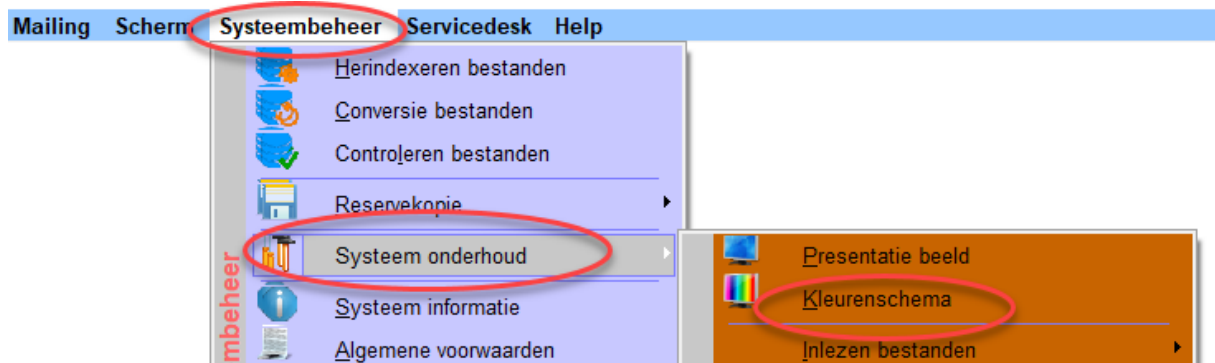 Mailing Scherm Systeembeheer Servicedesk Help
Herindexeren bestanden
Conversie bestanden
Controleren bestanden
Reservekopie
Systeem onderhoud
Presentatie beeld
Kleurenschema
Systeem informatie
Algemene voorwaarden
Inlezen bestanden
mbeheer